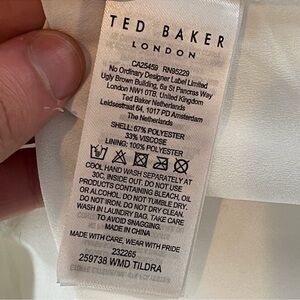 TED BAKER
LONDON
CA25459 RN95229
No Ordinary Designer Label Limited
Ugly Brown Building, 6a St Pancras Way
London NW1 0TB, United Kingdom
Ted Baker Netherlands
Leidsestraat 64, 1017 PD Amsterdam
The Netherlands
SHELL: 67% POLYESTER
33% VISCOSE
LINING: 100% POLYESTER
COOL HAND WASH SEPARATELY AT
30C, INSIDE OUT. DO NOT USE
PRODUCTS CONTAINING BLEACH, OIL
OR ALCOHOL. DO NOT TUMBLE DRY.
DO NOT IRON. DO NOT DRY CLEAN.
WASH IN LAUNDRY BAG. TAKE CARE
TO AVOID SNAGS.
MADE IN CHINA
MADE WITH CARE, WEAR WITH PRIDE
232265
259738 WMD TILDRA